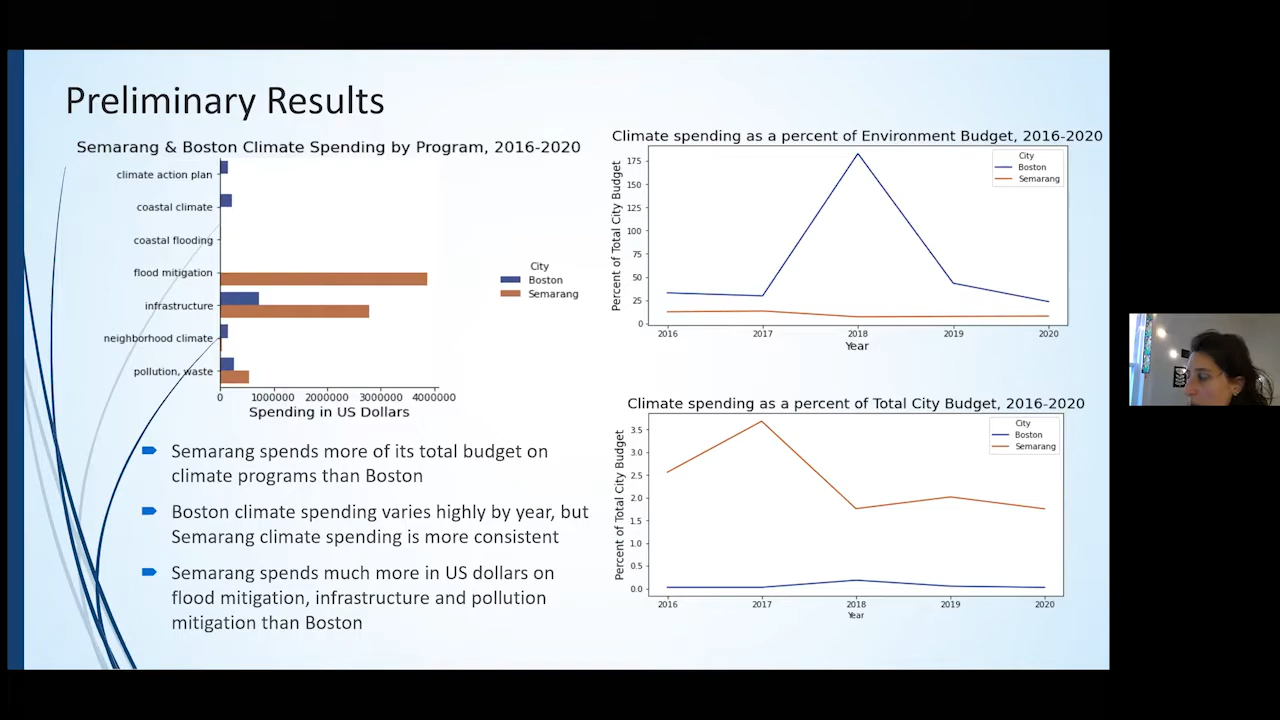 Preliminary Results
Semarang & Boston Climate Spending by Program, 2016-2020
climate action plan
coastal climate
coastal flooding
flood mitigation
infrastructure
neighborhood climate
pollution, waste
0 1000000 2000000 3000000 4000000
Spending in US Dollars
City
Boston
Semarang
Semarang spends more of its total budget on
climate programs than Boston
Boston climate spending varies highly by year, but
Semarang climate spending is more consistent
Semarang spends much more in US dollars on
flood mitigation, infrastructure and pollution
mitigation than Boston
Climate spending as a percent of Environment Budget, 2016-2020
Percent of Total City Budget
175
150
125
100
75
50
25
0
2016 2017 2018 2019 2020
Year
City
Boston
Semarang
Climate spending as a percent of Total City Budget, 2016-2020
Percent of Total City Budget
3.5
3.0
2.5
2.0
1.5
1.0
0.5
0.0
2016 2017 2018 2019 2020
Year
City
Boston
Semarang